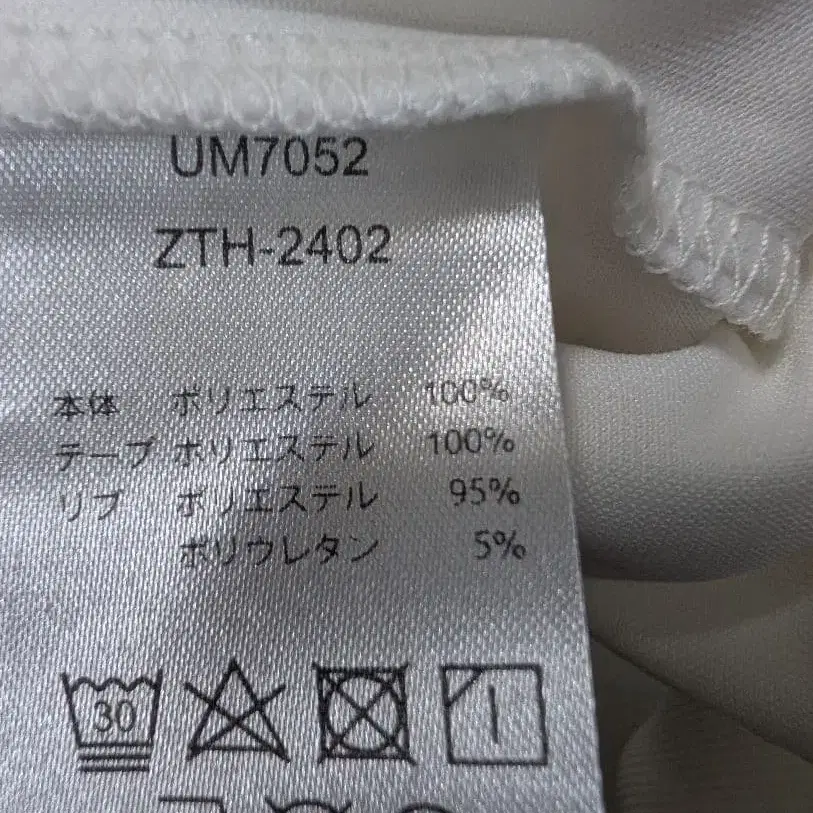 UM7052
ZTH-2402
本体 ポリエステル 100%
テープ ポリエステル 100%
リブ ポリエステル 95%
ポリウレタン 5%
30